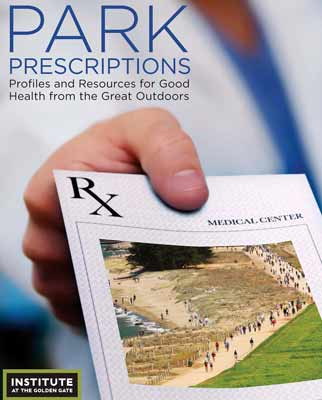 PARK
PRESCRIPTIONS
Profiles and Resources for Good
Health from the Great Outdoors
Rx
MEDICAL CENTER
INSTITUTE
AT THE GOLDEN GATE